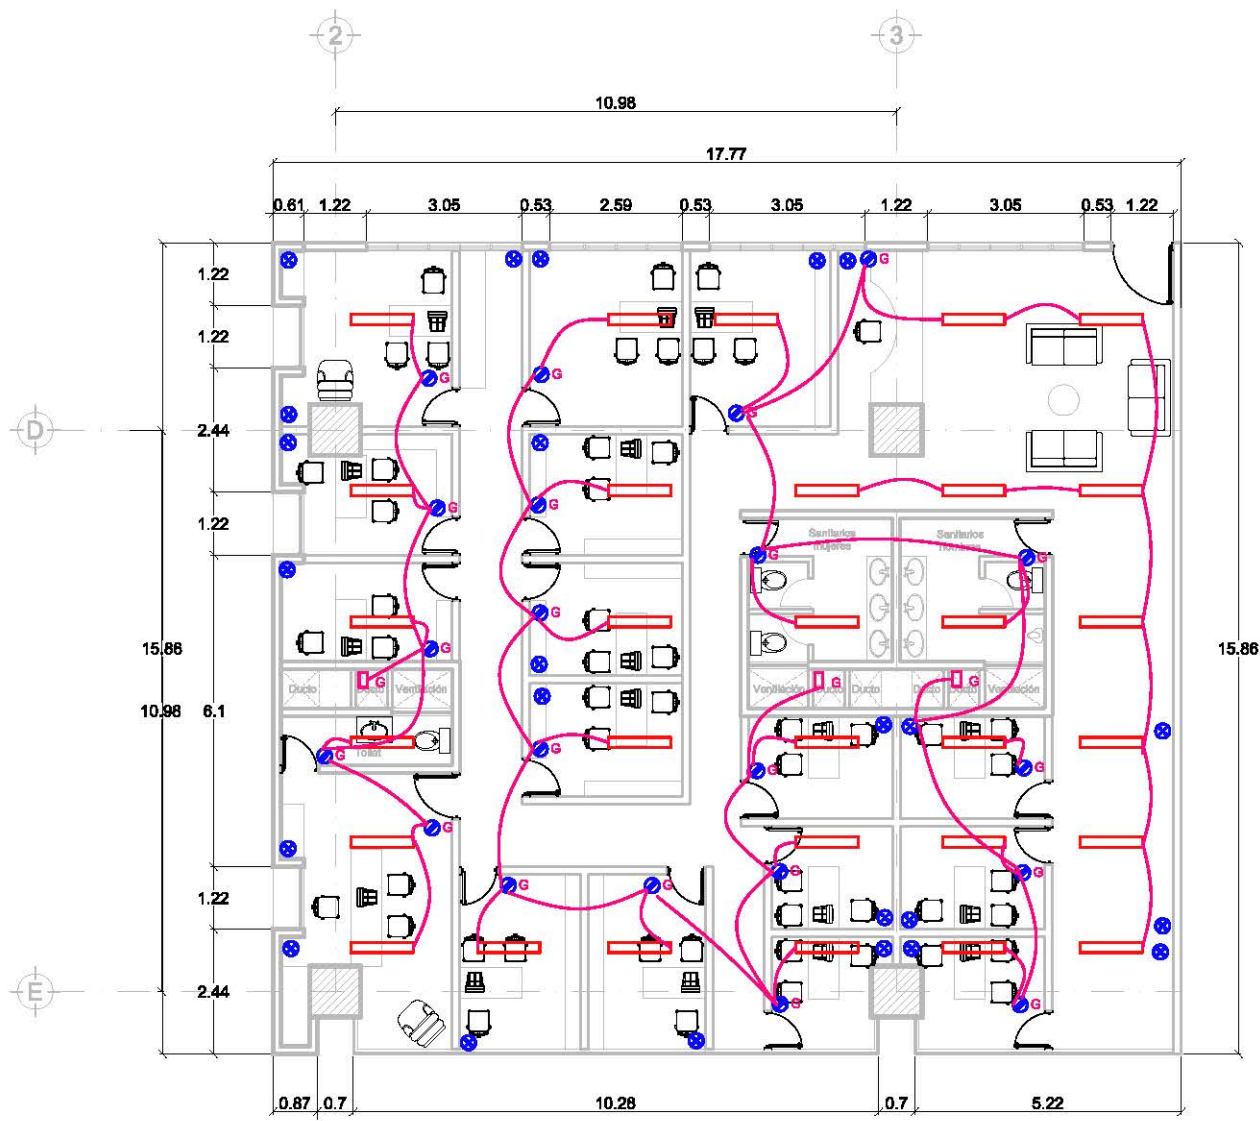 2 3
10.98
17.77
0.61 1.22 3.05 0.53 2.59 0.53 3.05 1.22 3.05 0.53 1.22
G
1.22
1.22
G G
D 2.44 G
G G
1.22 Sanitarios mujeres Sanitarios hombres
G G
G
15.86 G 15.86
G G G
Ducto Ducto Ventilación Ventilación Ducto Ducto Ducto Ducto Ventilación
10.98 6.1
Toilet
G G G G
G
G G
1.22 G G
E 2.44 G G
0.87 0.7 10.28 0.7 5.22